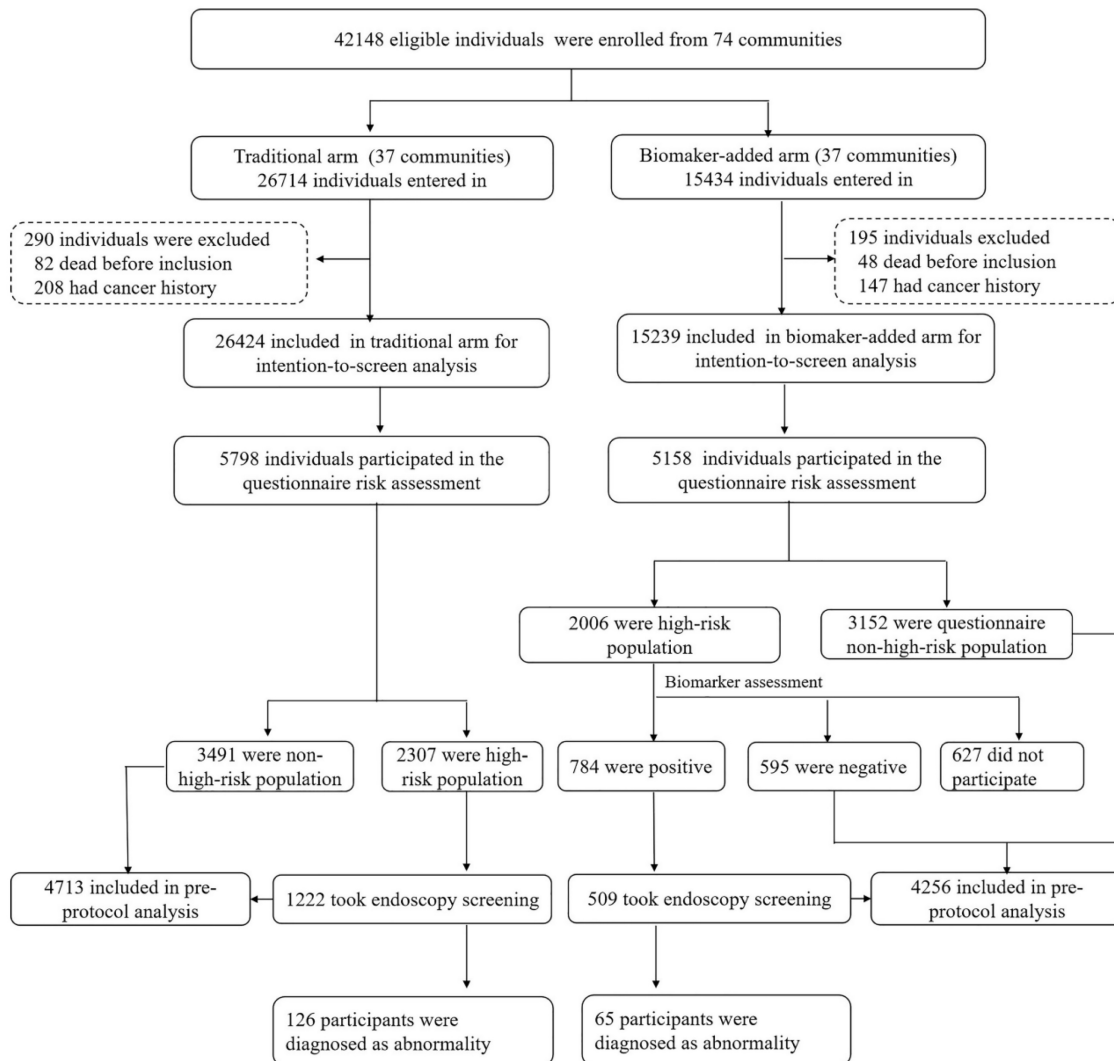 42148 eligible individuals were enrolled from 74 communities
Traditional arm (37 communities)
26714 individuals entered in
Biomaker-added arm (37 communities)
15434 individuals entered in
290 individuals were excluded
82 dead before inclusion
208 had cancer history
195 individuals excluded
48 dead before inclusion
147 had cancer history
26424 included in traditional arm for
intention-to-screen analysis
15239 included in biomaker-added arm for
intention-to-screen analysis
5798 individuals participated in the
questionnaire risk assessment
5158 individuals participated in the
questionnaire risk assessment
2006 were high-risk
population
3152 were questionnaire
non-high-risk population
Biomarker assessment
3491 were non-
high-risk population
2307 were high-
risk population
784 were positive
595 were negative
627 did not
participate
4713 included in pre-
protocol analysis
1222 took endoscopy screening
509 took endoscopy screening
4256 included in pre-
protocol analysis
126 participants were
diagnosed as abnormality
65 participants were
diagnosed as abnormality